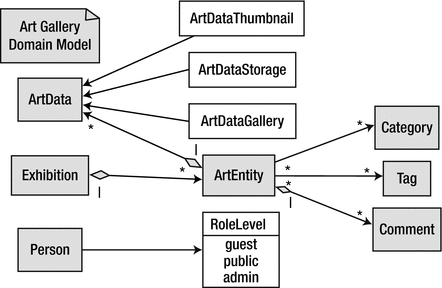 Art Gallery
Domain Model
ArtDataThumbnail
ArtDataStorage
ArtData
ArtDataGallery
*
I
*
Category
Exhibition
I
*
ArtEntity
*
*
Tag
*
I
*
Comment
Person
RoleLevel
guest
public
admin